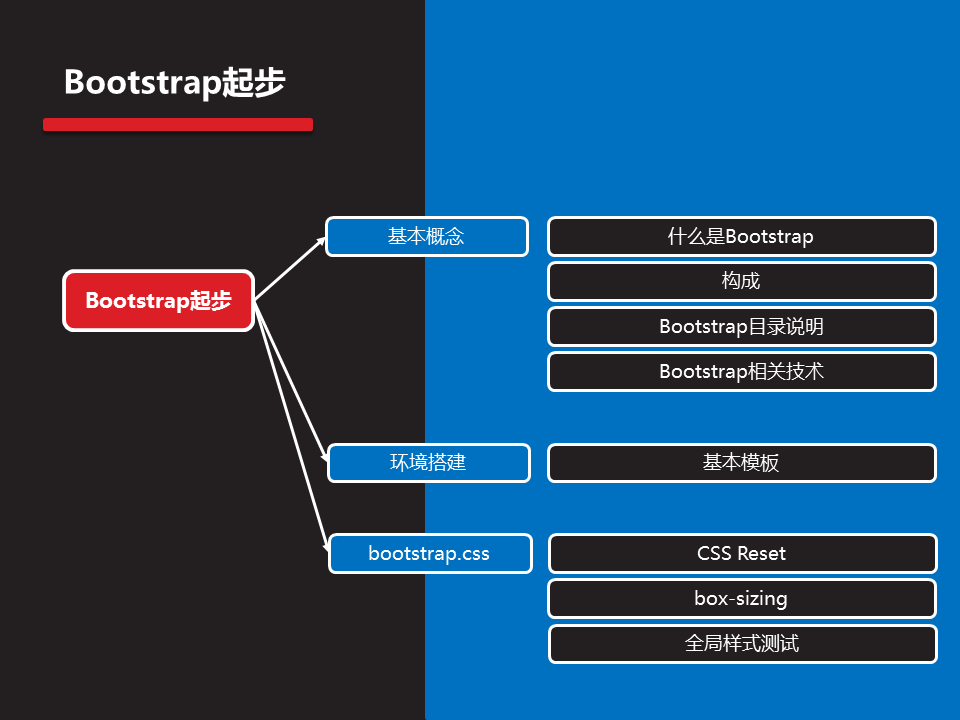 Bootstrap起步
Bootstrap起步
基本概念
什么是Bootstrap
构成
Bootstrap目录说明
Bootstrap相关技术
环境搭建
基本模板
bootstrap.css
CSS Reset
box-sizing
全局样式测试